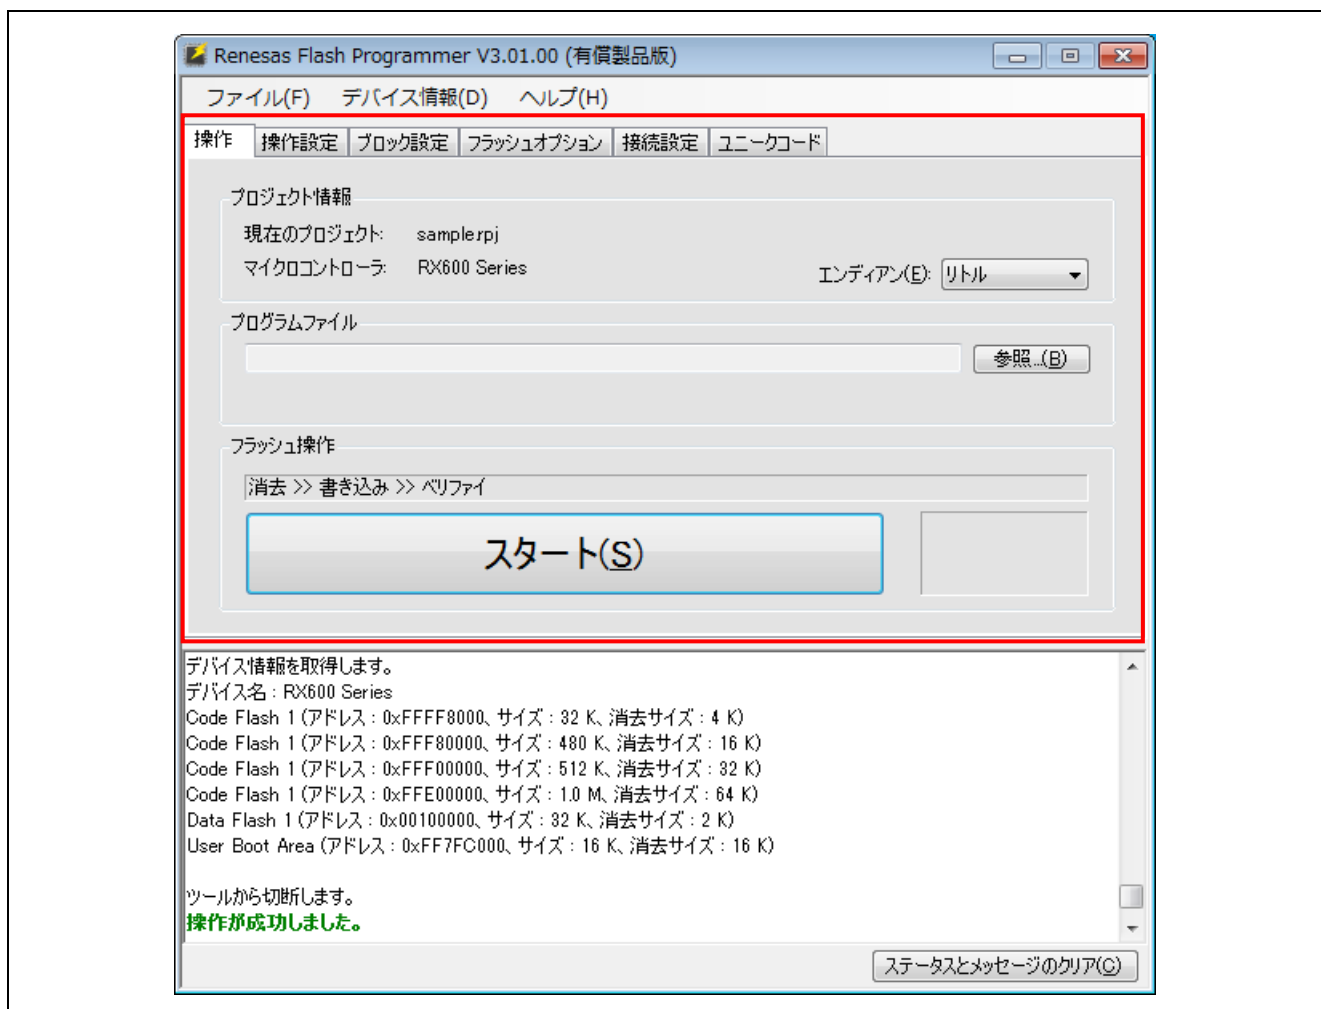 Renesas Flash Programmer V3.01.00 (有償製品版)
ファイル(F) デバイス情報(D) ヘルプ(H)
操作 操作設定 ブロック設定 フラッシュオプション 接続設定 ユニークコード
プロジェクト情報
現在のプロジェクト: sample.rpj
マイクロコントローラ: RX600 Series エンディアン(E): リトル
プログラムファイル
参照...(B)
フラッシュ操作
消去 >> 書き込み >> ベリファイ
スタート(S)
デバイス情報を取得します。
デバイス名 : RX600 Series
Code Flash 1 (アドレス : 0xFFFF8000、サイズ : 32 K、消去サイズ : 4 K)
Code Flash 1 (アドレス : 0xFFF80000、サイズ : 480 K、消去サイズ : 16 K)
Code Flash 1 (アドレス : 0xFFF00000、サイズ : 512 K、消去サイズ : 32 K)
Code Flash 1 (アドレス : 0xFFE00000、サイズ : 1.0 M、消去サイズ : 64 K)
Data Flash 1 (アドレス : 0x00100000、サイズ : 32 K、消去サイズ : 2 K)
User Boot Area (アドレス : 0xFF7FC000、サイズ : 16 K、消去サイズ : 16 K)
ツールから切断します。
操作が成功しました。
ステータスとメッセージのクリア(C)